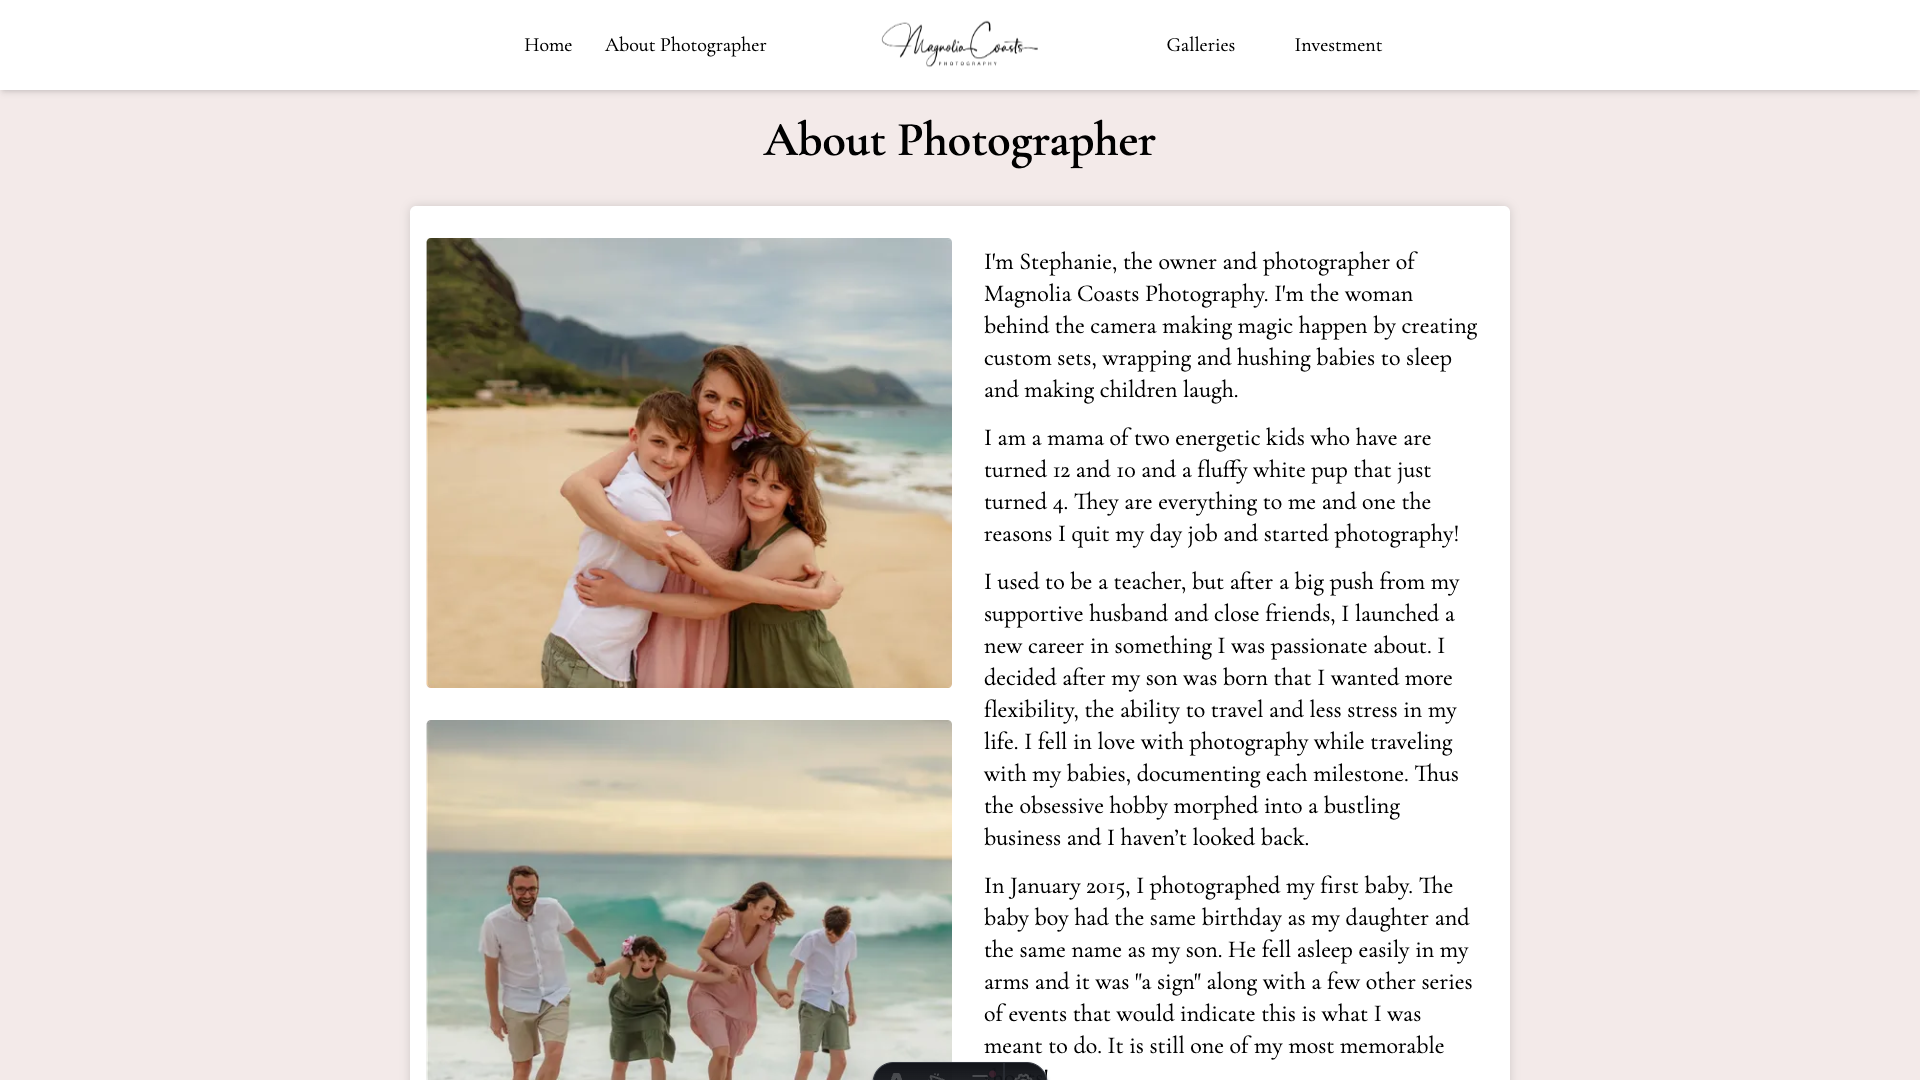 Home
About Photographer
Magnolia Coasts
PHOTOGRAPHY
Galleries
Investment
About Photographer
I'm Stephanie, the owner and photographer of
Magnolia Coasts Photography. I'm the woman
behind the camera making magic happen by creating
custom sets, wrapping and hushing babies to sleep
and making children laugh.
I am a mama of two energetic kids who have are
turned 12 and 10 and a fluffy white pup that just
turned 4. They are everything to me and one the
reasons I quit my day job and started photography!
I used to be a teacher, but after a big push from my
supportive husband and close friends, I launched a
new career in something I was passionate about. I
decided after my son was born that I wanted more
flexibility, the ability to travel and less stress in my
life. I fell in love with photography while traveling
with my babies, documenting each milestone. Thus
the obsessive hobby morphed into a bustling
business and I haven’t looked back.
In January 2015, I photographed my first baby. The
baby boy had the same birthday as my daughter and
the same name as my son. He fell asleep easily in my
arms and it was "a sign" along with a few other series
of events that would indicate this is what I was
meant to do. It is still one of my most memorable